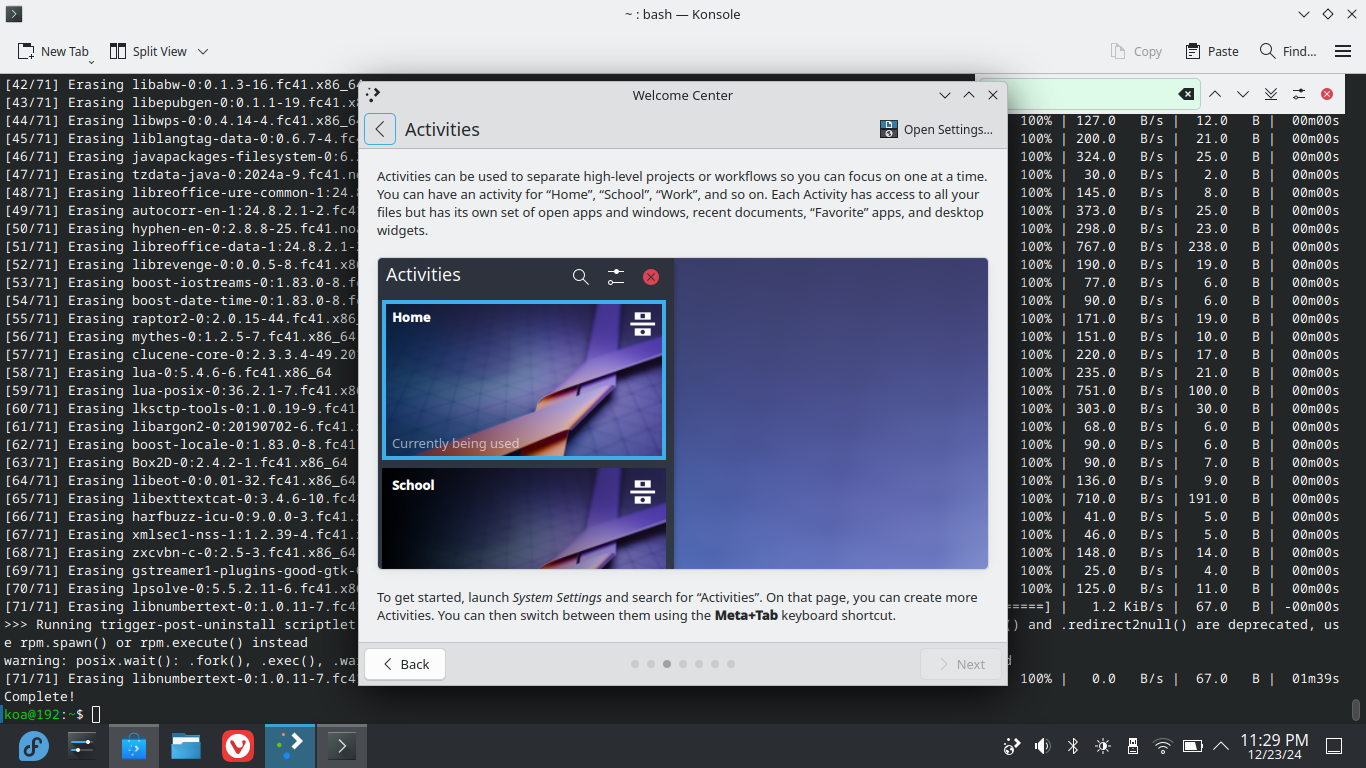 ~ : bash — Konsole
New Tab
Split View
Copy
Paste
Find...
[42/71] Erasing libabw-0:0.1.3-16.fc41.x86_64
[43/71] Erasing libepubgen-0:0.1.1-19.fc41.x8
[44/71] Erasing libwps-0:0.4.14-4.fc41.x86_64
[45/71] Erasing liblangtag-data-0:0.6.7-4.fc4
[46/71] Erasing javapackages-filesystem-0:6.
[47/71] Erasing tzdata-java-0:2024a-9.fc41.no
[48/71] Erasing libreoffice-ure-common-1:24.8
[49/71] Erasing autocorr-en-1:24.8.2.1-2.fc41
[50/71] Erasing hyphen-en-0:2.8.8-25.fc41.noa
[51/71] Erasing libreoffice-data-1:24.8.2.1-2
[52/71] Erasing librevenge-0:0.0.5-8.fc41.x86
[53/71] Erasing boost-iostreams-0:1.83.0-8.fc
[54/71] Erasing boost-date-time-0:1.83.0-8.fc
[55/71] Erasing raptor2-0:2.0.15-44.fc41.x86_
[56/71] Erasing mythes-0:1.2.5-7.fc41.x86_64
[57/71] Erasing clucene-core-0:2.3.3.4-49.20
[58/71] Erasing lua-0:5.4.6-6.fc41.x86_64
[59/71] Erasing lua-posix-0:36.2.1-7.fc41.x86
[60/71] Erasing lksctp-tools-0:1.0.19-9.fc41.
[61/71] Erasing libargon2-0:20190702-6.fc41.
[62/71] Erasing boost-locale-0:1.83.0-8.fc41.
[63/71] Erasing Box2D-0:2.4.2-1.fc41.x86_64
[64/71] Erasing libeot-0:0.01-32.fc41.x86_64
[65/71] Erasing libexttextcat-0:3.4.6-10.fc41
[66/71] Erasing harfbuzz-icu-0:9.0.0-3.fc41.
[67/71] Erasing xmlsec1-nss-1:1.2.39-4.fc41.
[68/71] Erasing zxcvbn-c-0:2.5-3.fc41.x86_64
[69/71] Erasing gstreamer1-plugins-good-gtk-
[70/71] Erasing lpsolve-0:5.5.2.11-6.fc41.x86
[71/71] Erasing libnumbertext-0:1.0.11-7.fc41
>>> Running trigger-post-uninstall scriptlet
e rpm.spawn() or rpm.execute() instead
warning: posix.wait(): .fork(), .exec(), .wa
[71/71] Erasing libnumbertext-0:1.0.11-7.fc41
Complete!
koa@192:~$
Welcome Center
Activities
Open Settings...
Activities can be used to separate high-level projects or workflows so you can focus on one at a time.
You can have an activity for “Home”, “School”, “Work”, and so on. Each Activity has access to all your
files but has its own set of open apps and windows, recent documents, “Favorite” apps, and desktop
widgets.
Activities
Home
Currently being used
School
To get started, launch System Settings and search for “Activities”. On that page, you can create more
Activities. You can then switch between them using the Meta+Tab keyboard shortcut.
Back
Next
100% | 127.0 B/s | 12.0 B | 00m00s
100% | 200.0 B/s | 21.0 B | 00m00s
100% | 324.0 B/s | 25.0 B | 00m00s
100% | 30.0 B/s | 2.0 B | 00m00s
100% | 145.0 B/s | 8.0 B | 00m00s
100% | 373.0 B/s | 25.0 B | 00m00s
100% | 298.0 B/s | 23.0 B | 00m00s
100% | 767.0 B/s | 238.0 B | 00m00s
100% | 190.0 B/s | 19.0 B | 00m00s
100% | 77.0 B/s | 6.0 B | 00m00s
100% | 90.0 B/s | 6.0 B | 00m00s
100% | 171.0 B/s | 19.0 B | 00m00s
100% | 151.0 B/s | 10.0 B | 00m00s
100% | 220.0 B/s | 17.0 B | 00m00s
100% | 235.0 B/s | 21.0 B | 00m00s
100% | 751.0 B/s | 100.0 B | 00m00s
100% | 303.0 B/s | 30.0 B | 00m00s
100% | 68.0 B/s | 6.0 B | 00m00s
100% | 90.0 B/s | 6.0 B | 00m00s
100% | 90.0 B/s | 7.0 B | 00m00s
100% | 136.0 B/s | 9.0 B | 00m00s
100% | 710.0 B/s | 191.0 B | 00m00s
100% | 41.0 B/s | 5.0 B | 00m00s
100% | 46.0 B/s | 5.0 B | 00m00s
100% | 148.0 B/s | 14.0 B | 00m00s
100% | 25.0 B/s | 4.0 B | 00m00s
100% | 125.0 B/s | 11.0 B | 00m00s
=====] | 1.2 KiB/s | 67.0 B | -00m00s
) and .redirect2null() are deprecated, us
d
100% | 0.0 B/s | 67.0 B | 01m39s
11:29 PM
12/23/24